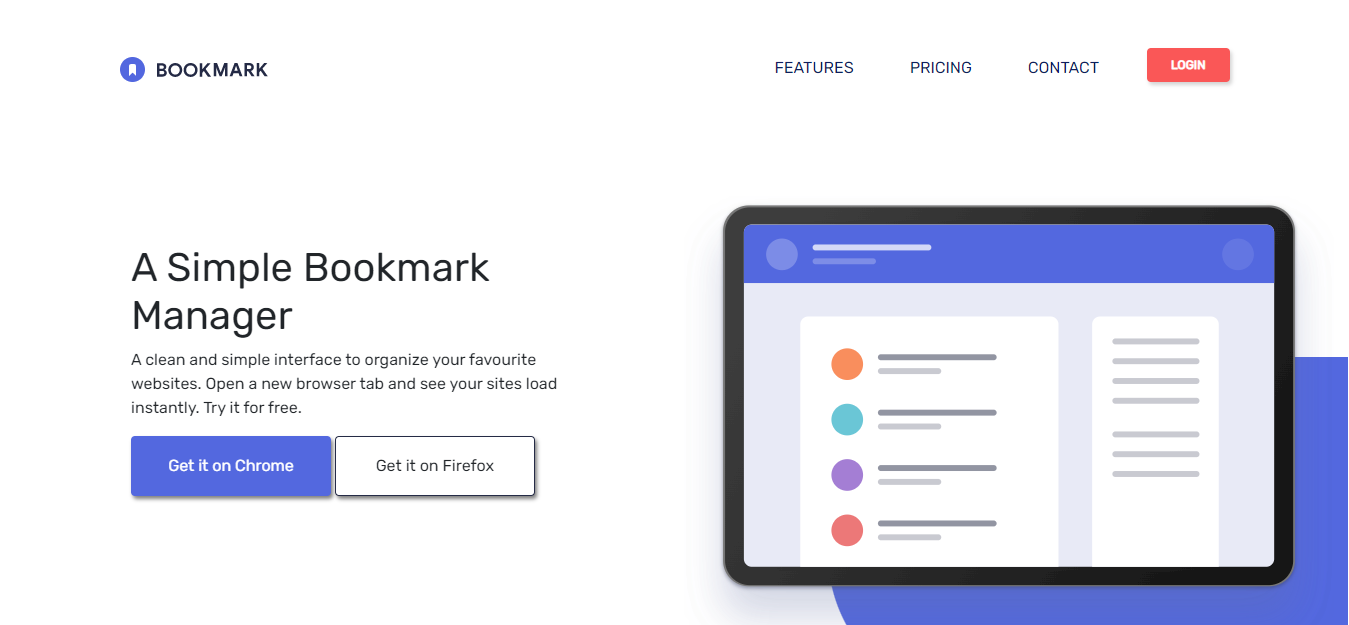 BOOKMARK
FEATURES PRICING CONTACT LOGIN
A Simple Bookmark
Manager
A clean and simple interface to organize your favourite
websites. Open a new browser tab and see your sites load
instantly. Try it for free.
Get it on Chrome Get it on Firefox